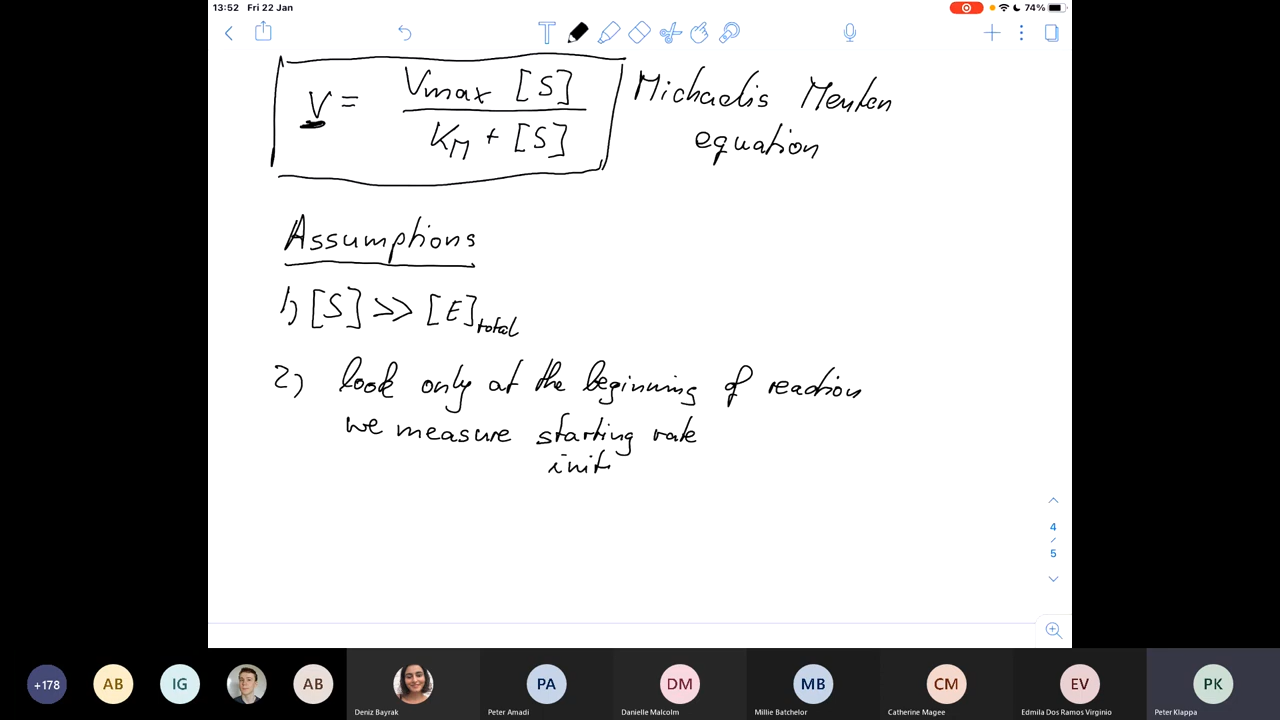 13:52 Fri 22 Jan
74%
V = Vmax [S]
KM + [S]
Michaelis Menten
equation
Assumptions
1) [S] >> [E]total
2) look only at the beginning of reaction
we measure starting rate
initi
4
/
5
+178
AB
IG
AB
PA
DM
MB
CM
EV
PK
Deniz Bayrak
Peter Amadi
Danielle Malcolm
Millie Batchelor
Catherine Magee
Edmila Dos Ramos Virginio
Peter Klappa